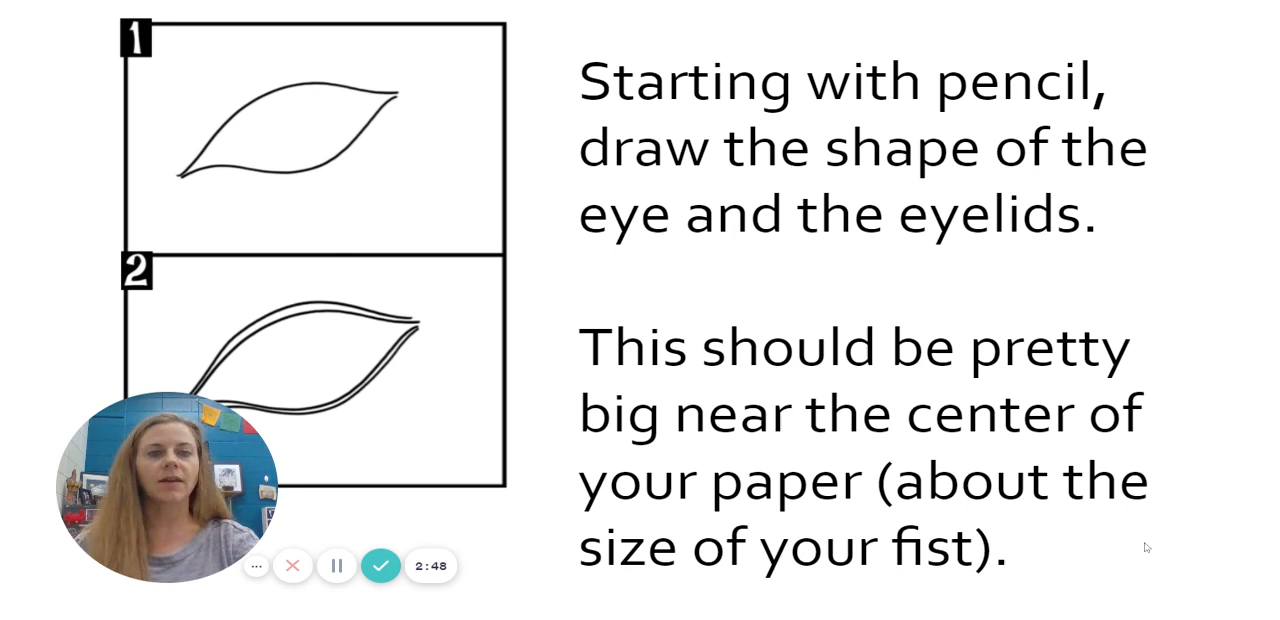 1
Starting with pencil,
draw the shape of the
eye and the eyelids.
2
This should be pretty
big near the center of
your paper (about the
size of your fist).
2:48